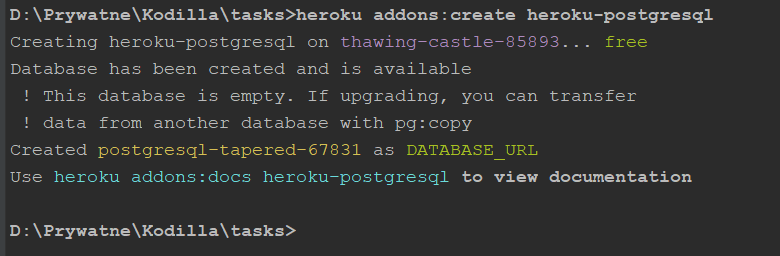 D:\Prywatne\Kodilla\tasks>heroku addons:create heroku-postgresql
Creating heroku-postgresql on thawing-castle-85893... free
Database has been created and is available
 ! This database is empty. If upgrading, you can transfer
 ! data from another database with pg:copy
Created postgresql-tapered-67831 as DATABASE_URL
Use heroku addons:docs heroku-postgresql to view documentation
D:\Prywatne\Kodilla\tasks>